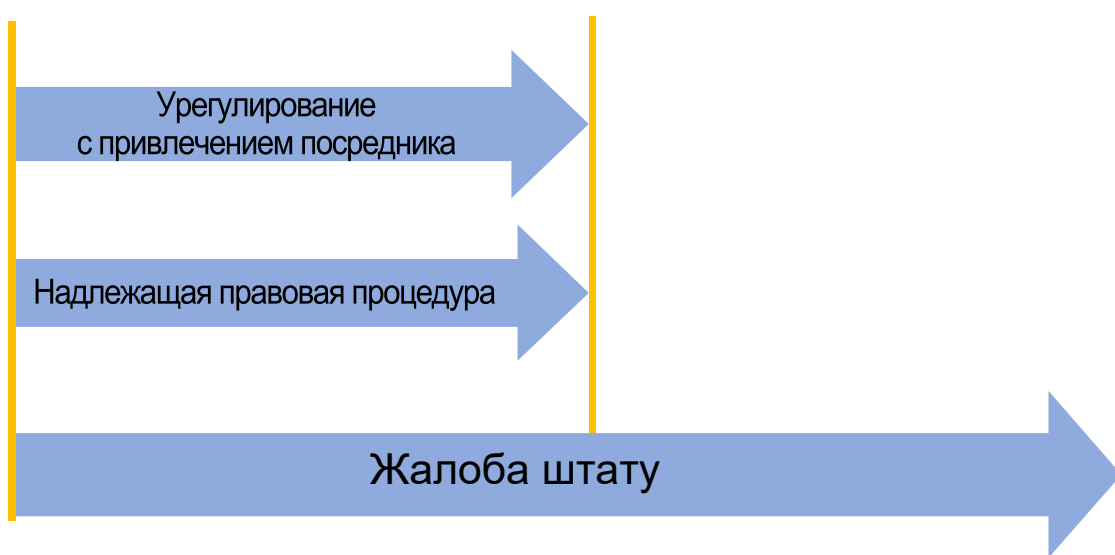 Урегулирование
с привлечением посредника
Надлежащая правовая процедура
Жалоба штату